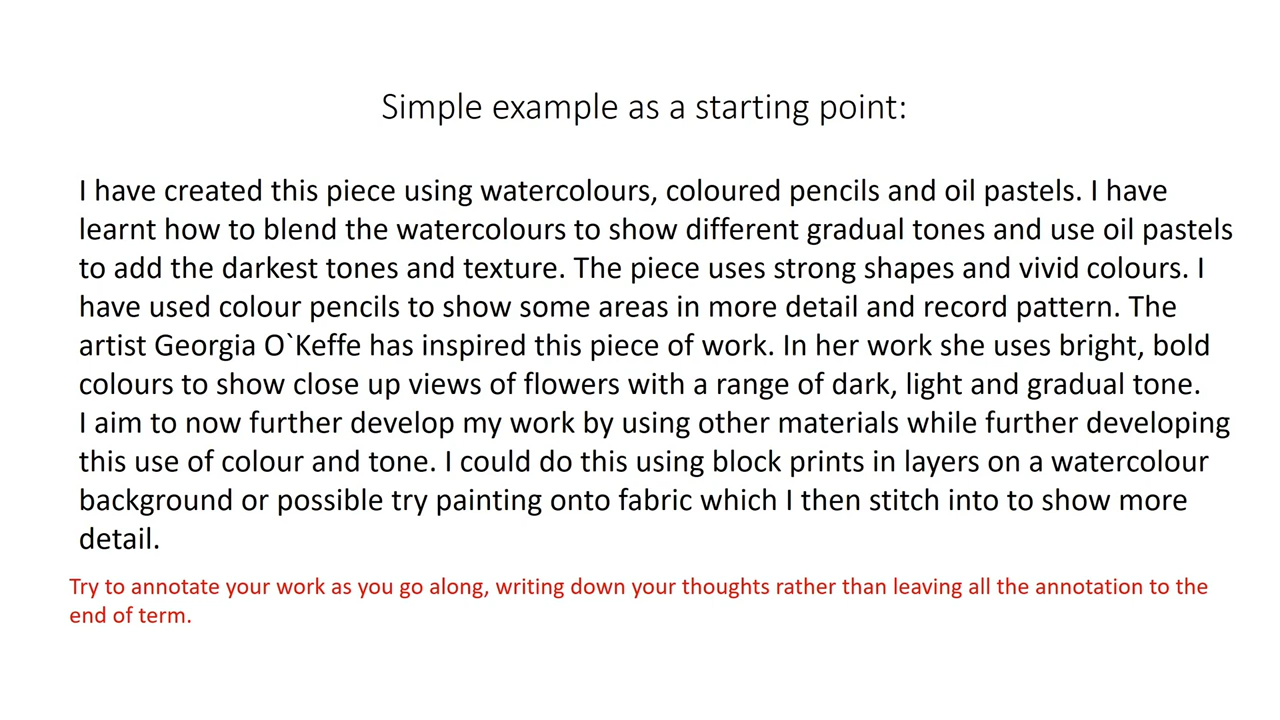 Simple example as a starting point:
I have created this piece using watercolours, coloured pencils and oil pastels. I have
learnt how to blend the watercolours to show different gradual tones and use oil pastels
to add the darkest tones and texture. The piece uses strong shapes and vivid colours. I
have used colour pencils to show some areas in more detail and record pattern. The
artist Georgia O`Keffe has inspired this piece of work. In her work she uses bright, bold
colours to show close up views of flowers with a range of dark, light and gradual tone.
I aim to now further develop my work by using other materials while further developing
this use of colour and tone. I could do this using block prints in layers on a watercolour
background or possible try painting onto fabric which I then stitch into to show more
detail.
Try to annotate your work as you go along, writing down your thoughts rather than leaving all the annotation to the
end of term.